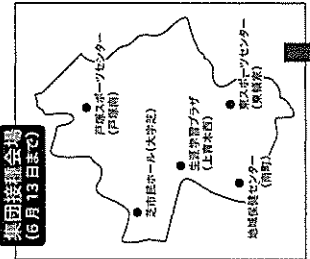 集団接種会場
(6月13日まで)
戸塚スポーツセンター
(戸塚南)
芝市民ホール(大字芝)
生涯学習プラザ
(上青木西)
東スポーツセンター
(東領家)
地域保健センター
(南町)